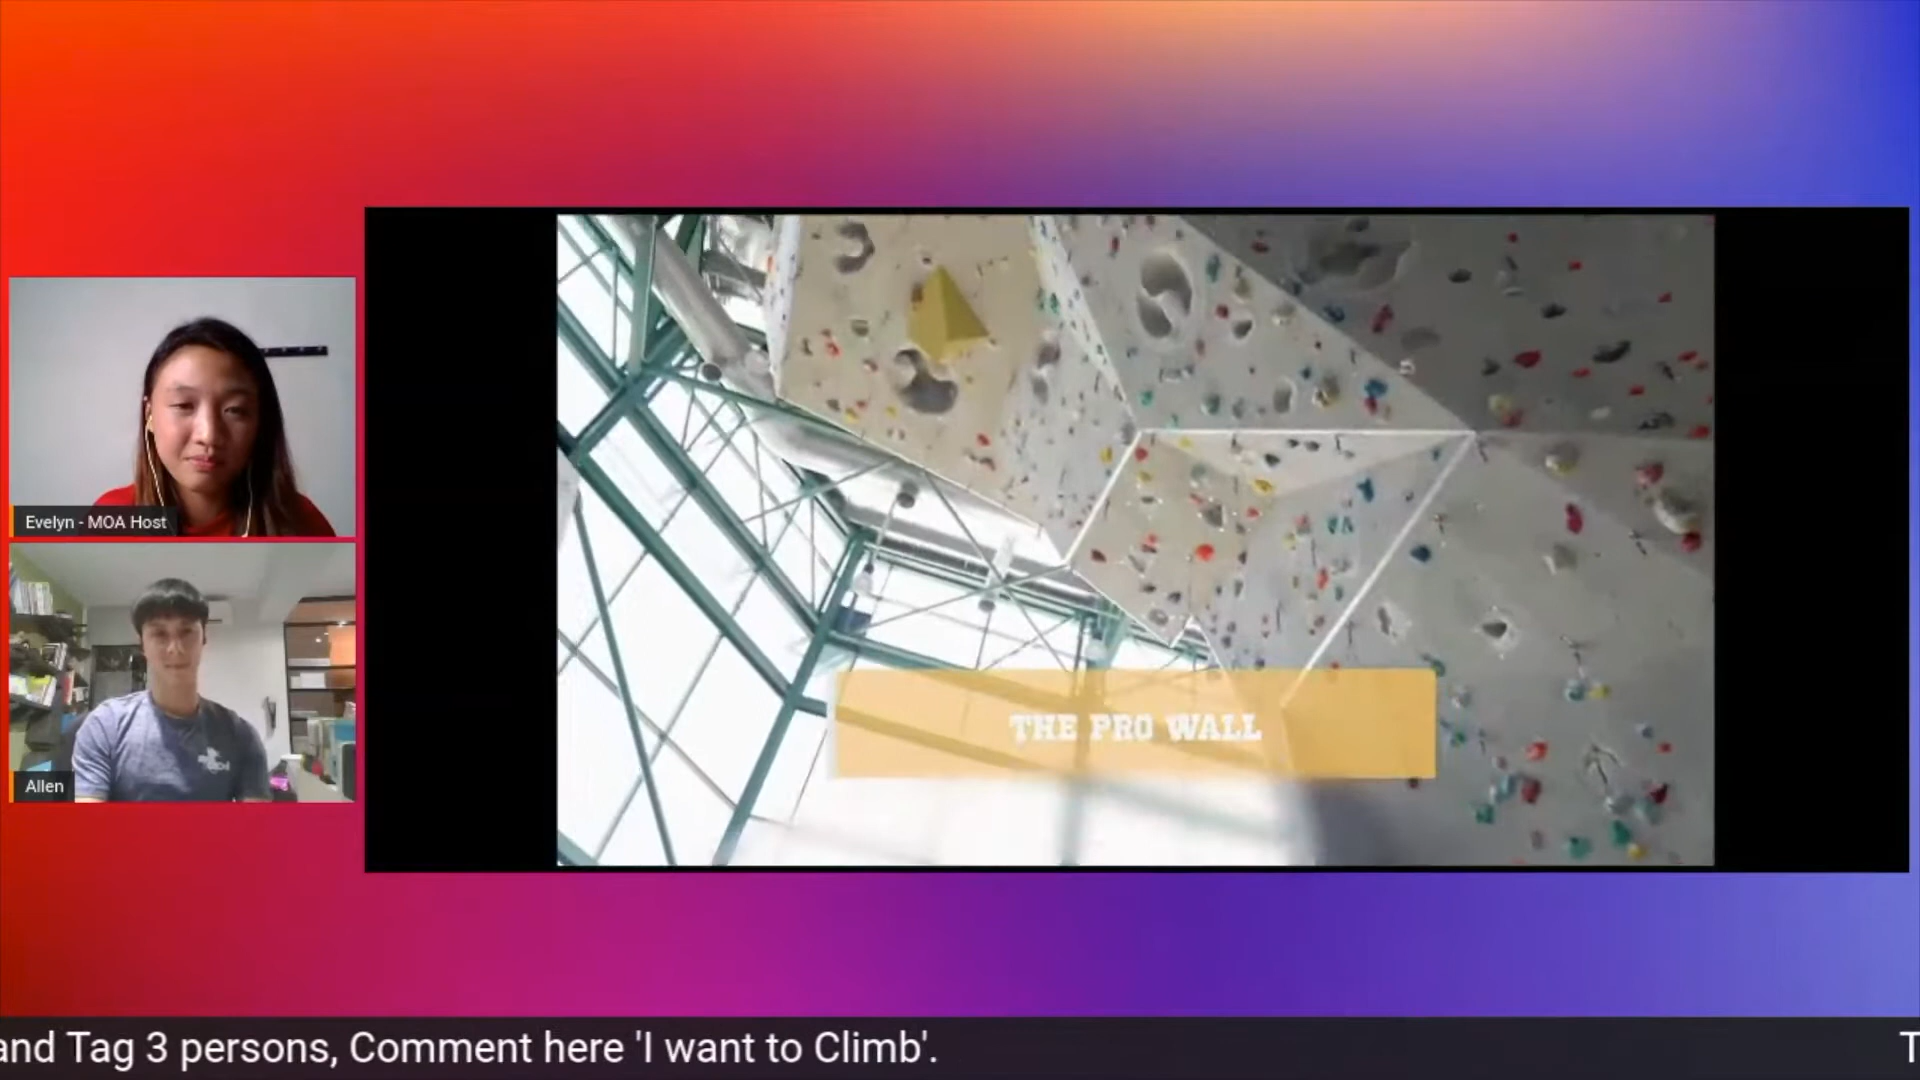 Evelyn - MOA Host
Allen
THE PRO WALL
and Tag 3 persons, Comment here 'I want to Climb'.
T